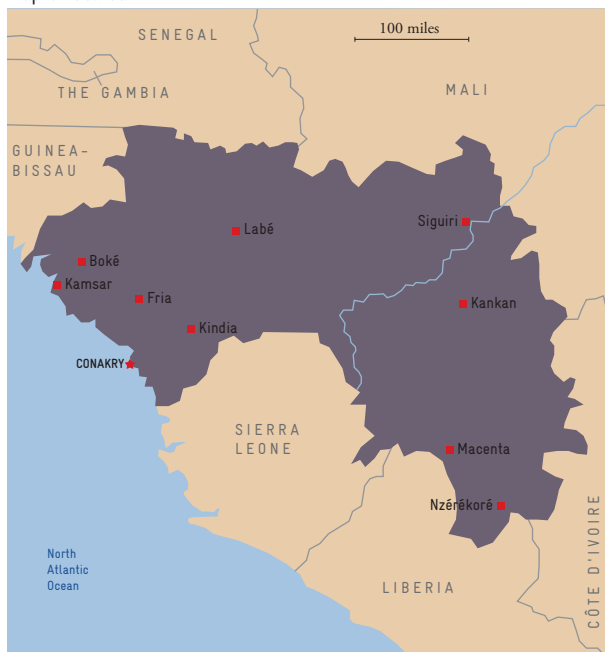 SENEGAL
100 miles
THE GAMBIA
MALI
GUINEA-
BISSAU
Siguiri
Labé
Boké
Kamsar
Fria
Kankan
Kindia
CONAKRY
SIERRA
LEONE
Macenta
Nzérékoré
North
Atlantic
Ocean
LIBERIA
CÔTE D'IVOIRE